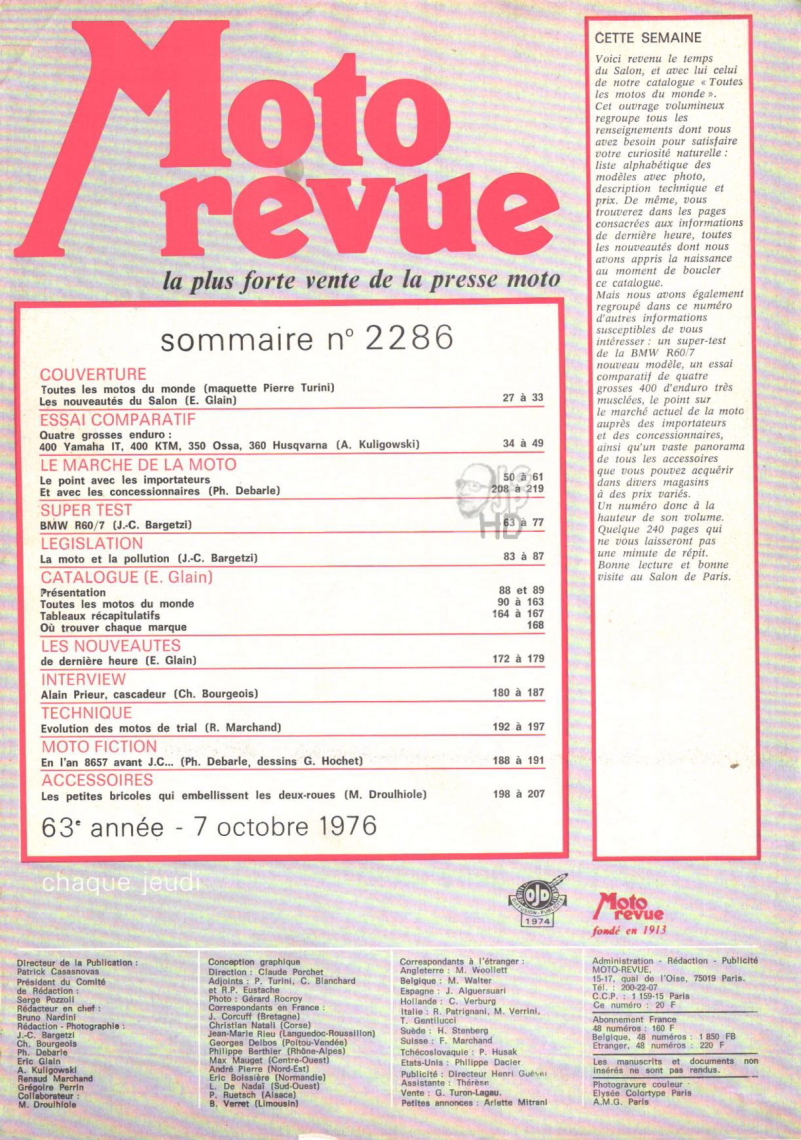 Moto
revue
la plus forte vente de la presse moto
sommaire n° 2286
COUVERTURE
Toutes les motos du monde (maquette Pierre Turini)
Les nouveautés du Salon (E. Glain) 27 à 33
ESSAI COMPARATIF
Quatre grosses enduro :
400 Yamaha IT, 400 KTM, 350 Ossa, 360 Husqvarna (A. Kuligowski) 34 à 49
LE MARCHE DE LA MOTO
Le point avec les importateurs 50 à 61
Et avec les concessionnaires (Ph. Debarle) 208 à 219
SUPER TEST
BMW R60/7 (J.-C. Bargetzi) 63 à 77
LEGISLATION
La moto et la pollution (J.-C. Bargetzi) 83 à 87
CATALOGUE (E. Glain)
Présentation 88 et 89
Toutes les motos du monde 90 à 163
Tableaux récapitulatifs 164 à 167
Où trouver chaque marque 168
LES NOUVEAUTES
de dernière heure (E. Glain) 172 à 179
INTERVIEW
Alain Prieur, cascadeur (Ch. Bourgeois) 180 à 187
TECHNIQUE
Evolution des motos de trial (R. Marchand) 192 à 197
MOTO FICTION
En l'an 8657 avant J.C... (Ph. Debarle, dessins G. Hochet) 188 à 191
ACCESSOIRES
Les petites bricoles qui embellissent les deux-roues (M. Droulhiole) 198 à 207
63e année - 7 octobre 1976
chaque jeudi
HD
CETTE SEMAINE
Voici revenu le temps
du Salon, et avec lui celui
de notre catalogue « Toutes
les motos du monde ».
Cet ouvrage volumineux
regroupe tous les
renseignements dont vous
avez besoin pour satisfaire
votre curiosité naturelle :
liste alphabétique des
modèles avec photo,
description technique et
prix. De même, vous
trouverez dans les pages
consacrées aux informations
de dernière heure, toutes
les nouveautés dont nous
avons appris la naissance
au moment de boucler
ce catalogue.
Mais nous avons également
regroupé dans ce numéro
d'autres informations
susceptibles de vous
intéresser : un super-test
de la BMW R60/7
nouveau modèle, un essai
comparatif de quatre
grosses 400 d'enduro très
musclées, le point sur
le marché actuel de la moto
auprès des importateurs
et des concessionnaires,
ainsi qu'un vaste panorama
de tous les accessoires
que vous pouvez acquérir
dans divers magasins
à des prix variés.
Un numéro donc à la
hauteur de son volume.
Quelque 240 pages qui
ne vous laisseront pas
une minute de répit.
Bonne lecture et bonne
visite au Salon de Paris.
OJD
1974
Moto
revue
fondé en 1913
Directeur de la Publication :
Patrick Casasnovas
Président du Comité
de Rédaction :
Serge Pozzoli
Rédacteur en chef :
Bruno Nardini
Rédaction - Photographie :
J.-C. Bargetzi
Ch. Bourgeois
Ph. Debarle
Eric Glain
A. Kuligowski
Renaud Marchand
Grégoire Perrin
Collaborateur :
M. Droulhiole
Conception graphique
Direction : Claude Porchet
Adjoints : P. Turini, C. Blanchard
et R.P. Eustache
Photo : Gérard Rocroy
Correspondants en France :
J. Corcuff (Bretagne)
Christian Natali (Corse)
Jean-Marie Rieu (Languedoc-Roussillon)
Georges Delbos (Poitou-Vendée)
Philippe Berthier (Rhône-Alpes)
Max Mauget (Centre-Ouest)
André Pierre (Nord-Est)
Eric Boissière (Normandie)
L. De Nadaï (Sud-Ouest)
P. Ruetsch (Alsace)
B. Verret (Limousin)
Correspondants à l'étranger :
Angleterre : M. Woollett
Belgique : M. Walter
Espagne : J. Alguersuari
Hollande : C. Verburg
Italie : R. Patrignani, M. Verrini,
T. Gentilucci
Suède : H. Stenberg
Suisse : F. Marchand
Tchécoslovaquie : P. Husak
Etats-Unis : Philippe Dacier
Publicité : Directeur Henri
Assistante : Thérèse
Vente : G. Turon-Lagau.
Petites annonces : Arlette Mitrani
Administration - Rédaction - Publicité
MOTO-REVUE,
15-17, quai de l'Oise, 75019 Paris.
Tél. : 200-22-07
C.C.P. : 1 159-15 Paris
Ce numéro : 20 F
Abonnement France
48 numéros : 160 F
Belgique, 48 numéros : 1 850 FB
Etranger, 48 numéros : 220 F
Les manuscrits et documents non
insérés ne sont pas rendus.
Photogravure couleur
Elysée Colortype Paris
A.M.G. Paris